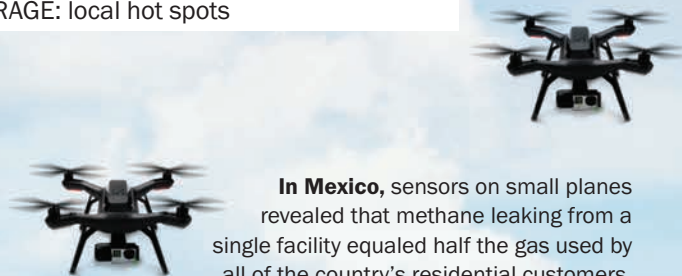 RAGE: local hot spots
In Mexico, sensors on small planes
revealed that methane leaking from a
single facility equaled half the gas used by
all of the country's residential customers.